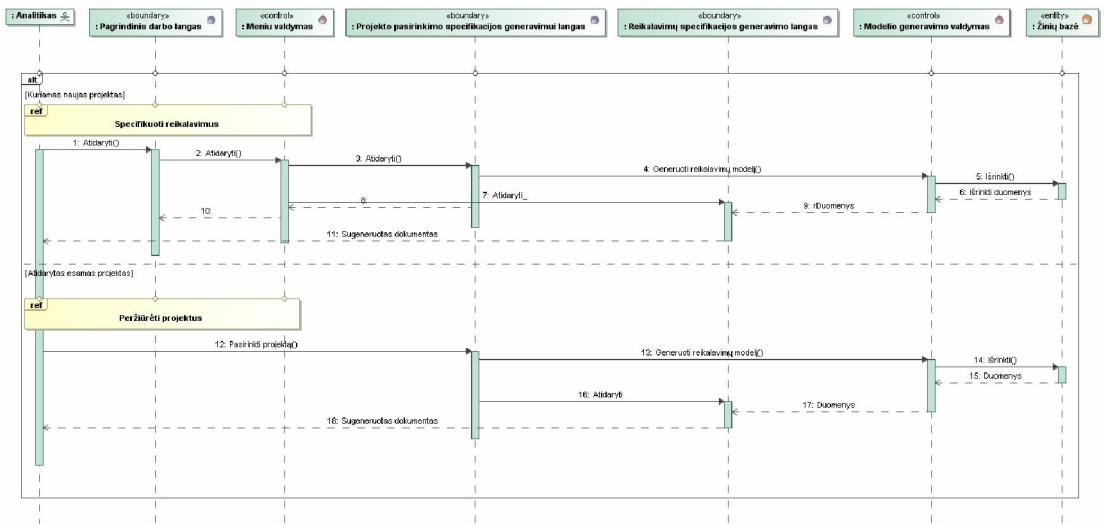 : Analitikas
«boundary»
: Pagrindinis darbo langas
«control»
: Meniu valdymas
«boundary»
: Projekto pasirinkimo specifikacijos generavimui langas
«boundary»
: Reikalavimų specifikacijos generavimo langas
«control»
: Modelio generavimo valdymas
«entity»
: Žinių bazė
alt
[Kuriamas naujas projektas]
ref
Specifikuoti reikalavimus
1: Atidaryti()
2: Atidaryti()
3: Atidaryti()
4: Generuoti reikalavimų modelį()
5: Išrinkti()
6: Išrinkti duomenys
7: Atidaryti_
8:
9: rDuomenys
10:
11: Sugeneruotas dokumentas
[Atidarytas esamas projektas]
ref
Peržiūrėti projektus
12: Pasirinkti projektą()
13: Generuoti reikalavimų modelį()
14: Išrinkti()
15: Duomenys
16: Atidaryti
17: Duomenys
18: Sugeneruotas dokumentas